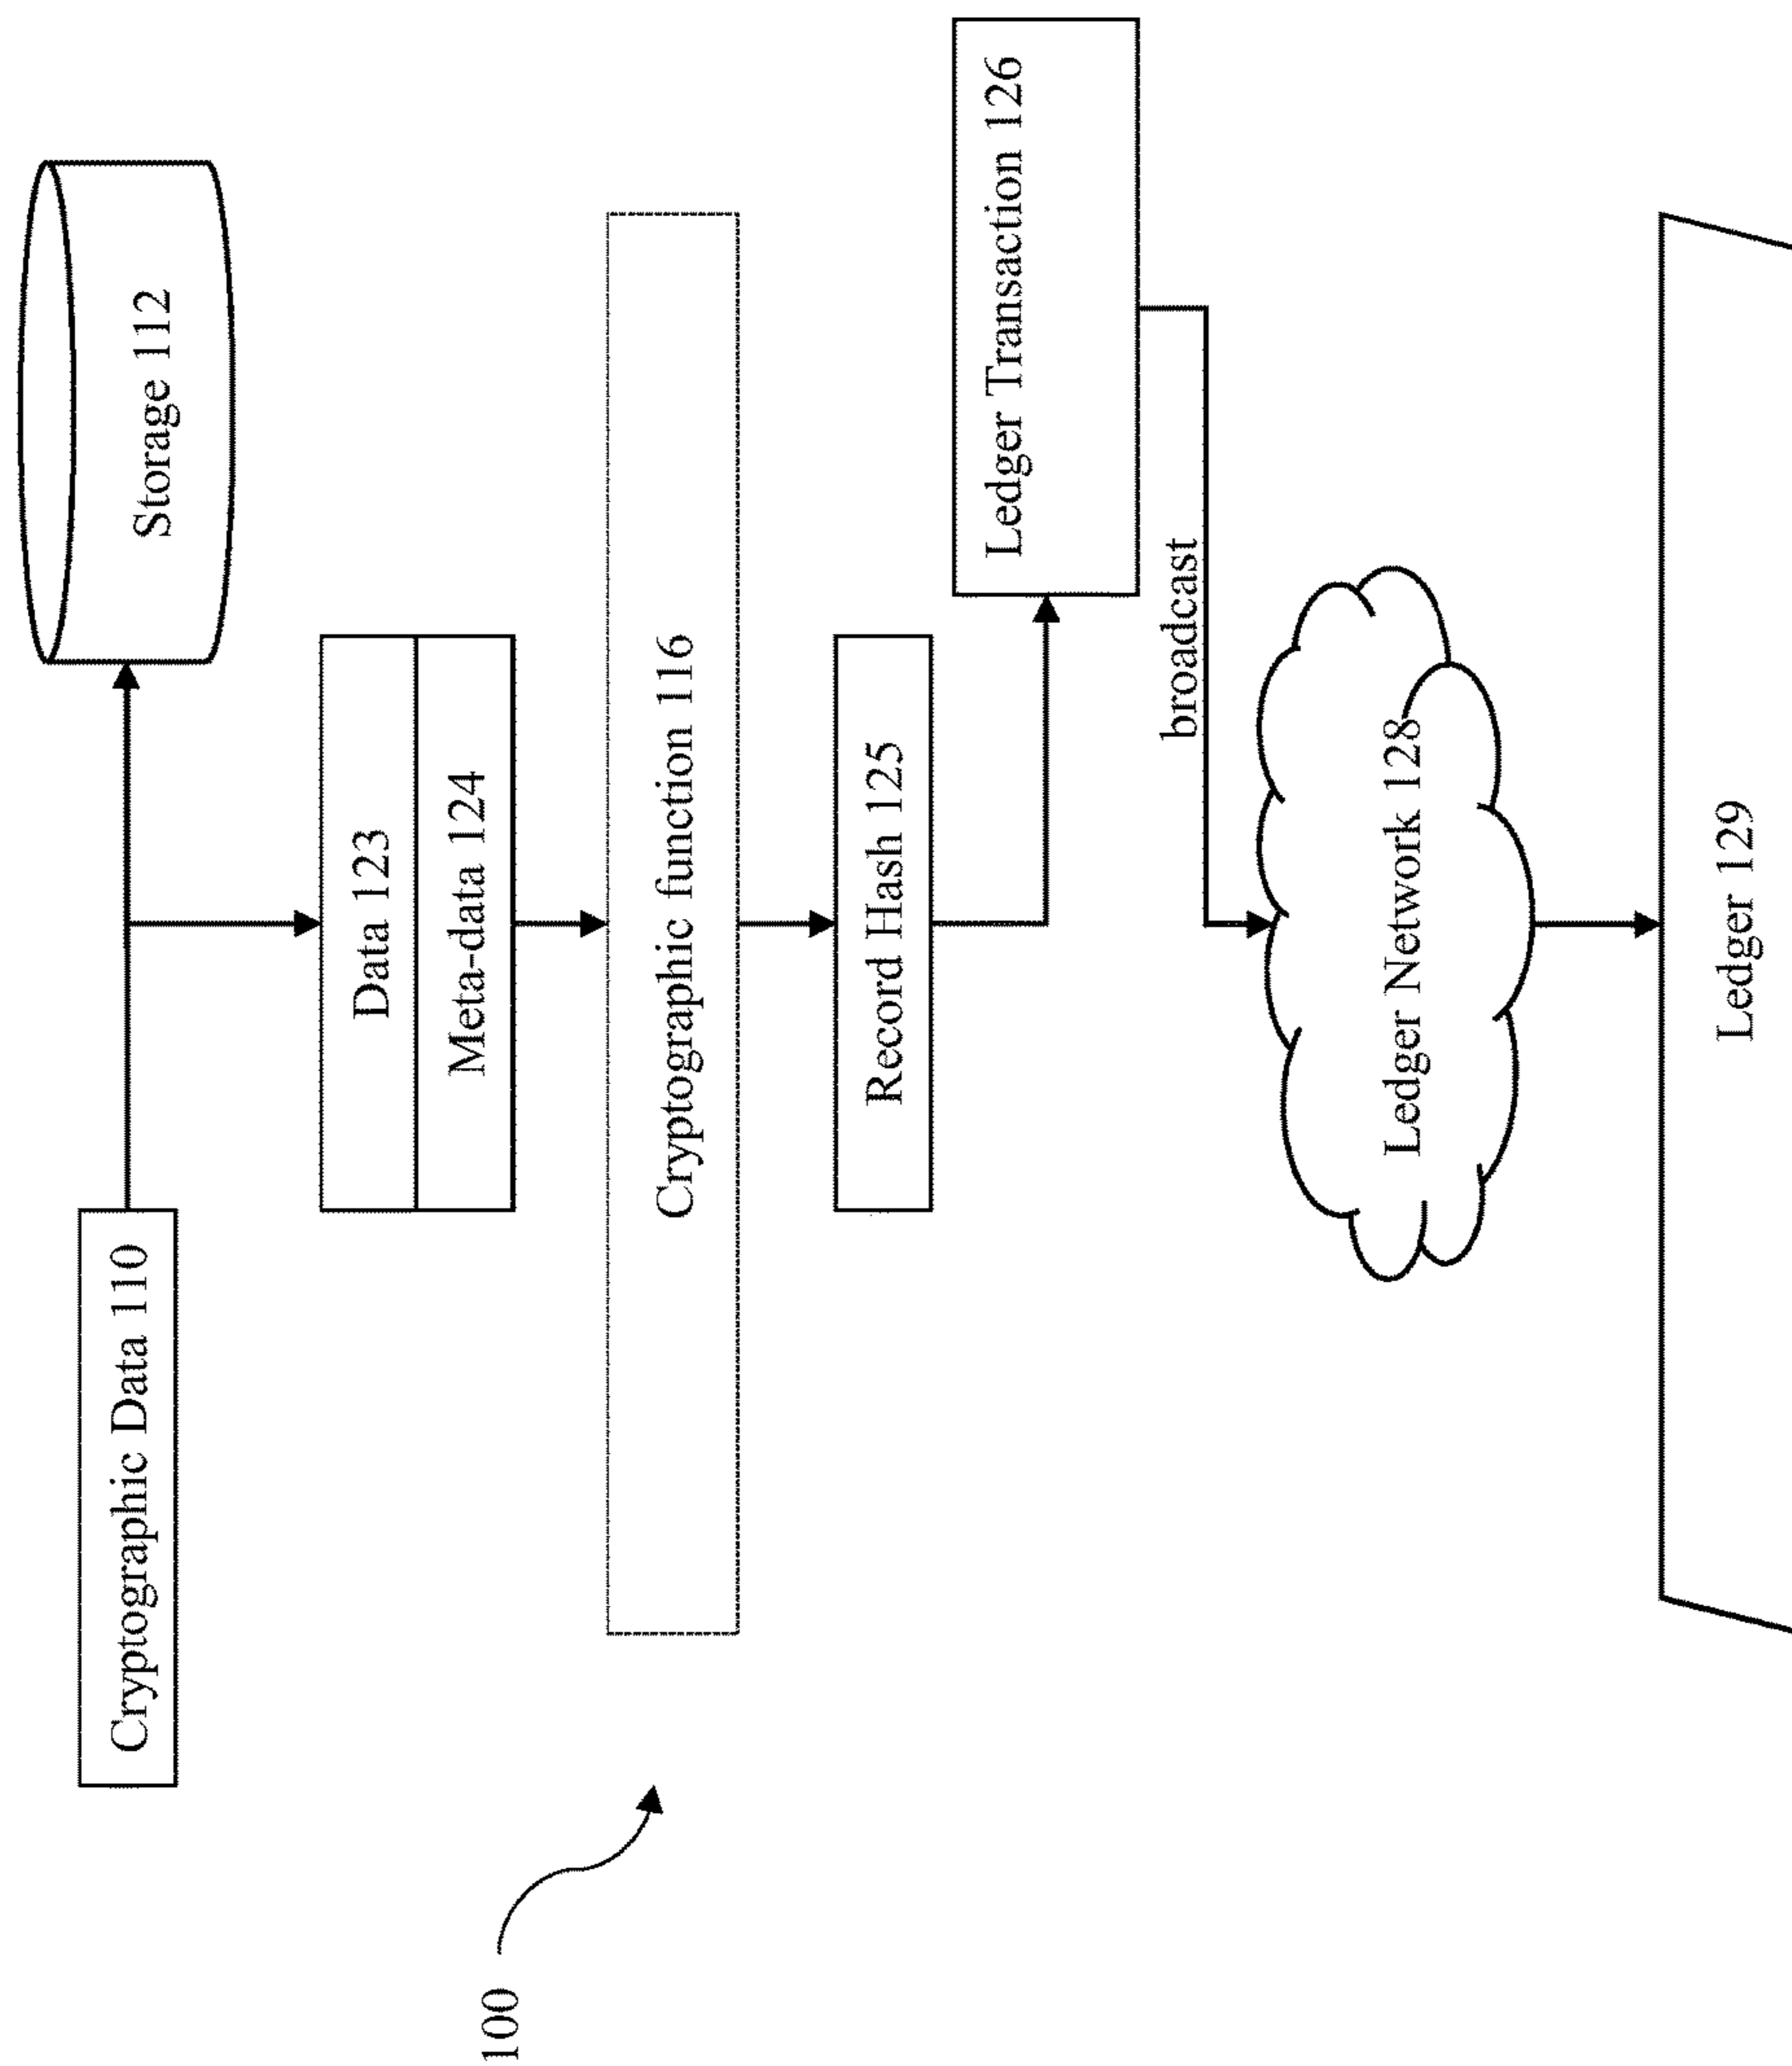 Cryptographic Data 110
Storage 112
Data 123
Meta-data 124
100
Cryptographic function 116
Record Hash 125
Ledger Transaction 126
broadcast
Ledger Network 128
Ledger 129